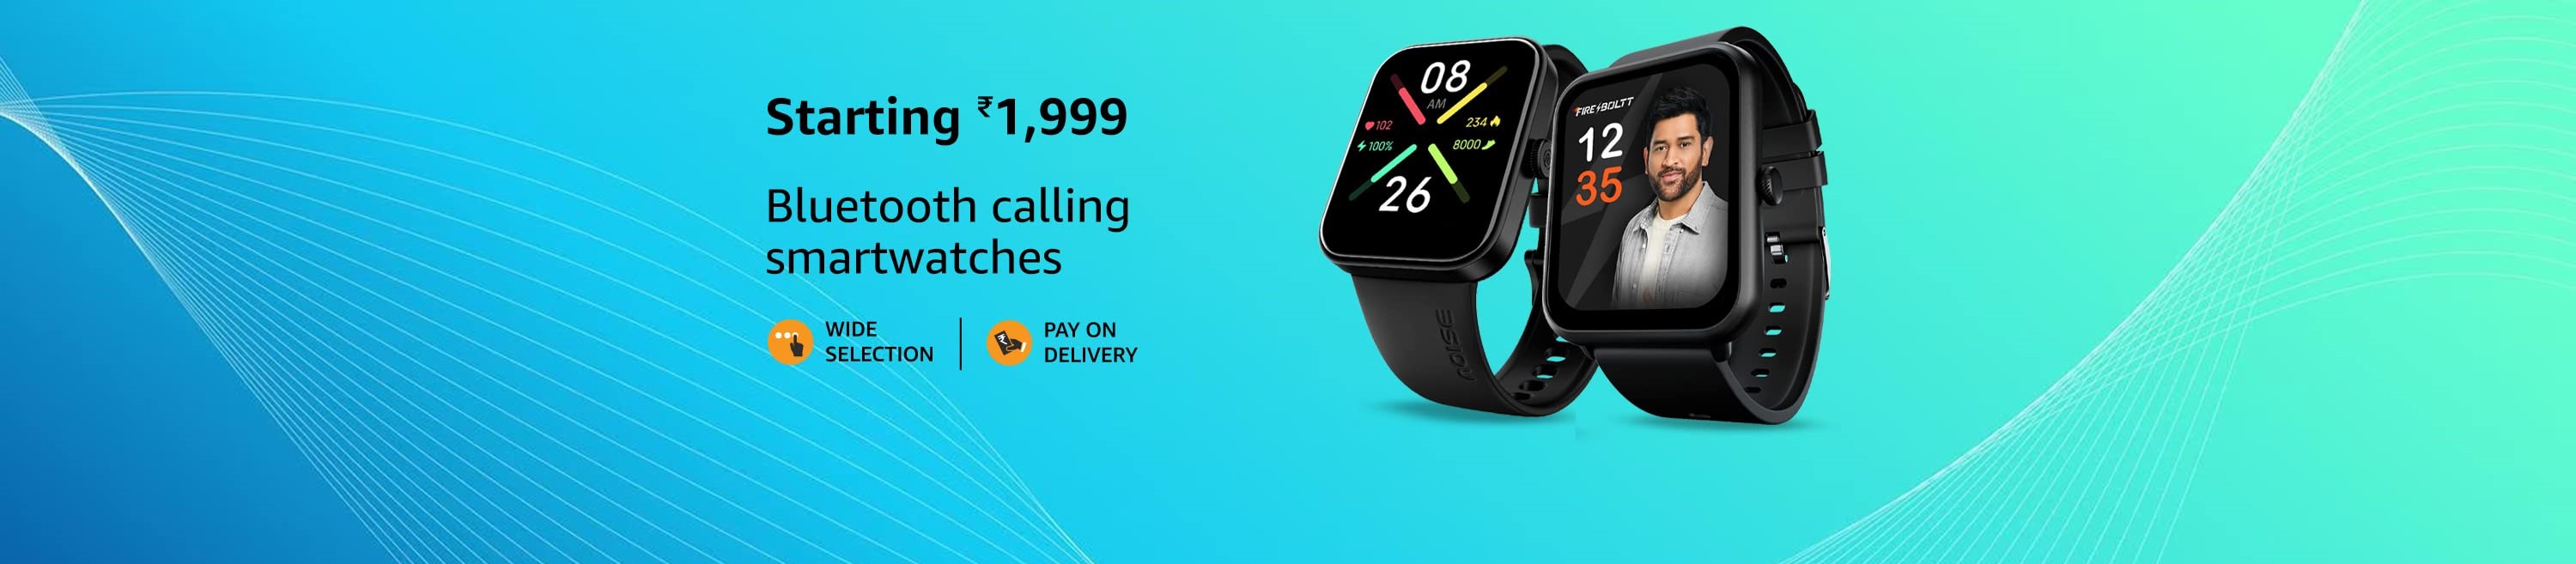 Starting ₹1,999
Bluetooth calling
smartwatches
WIDE
SELECTION
PAY ON
DELIVERY
08
AM
102
234
100%
8000
26
NOISE
FIRE BOLTT
12
35